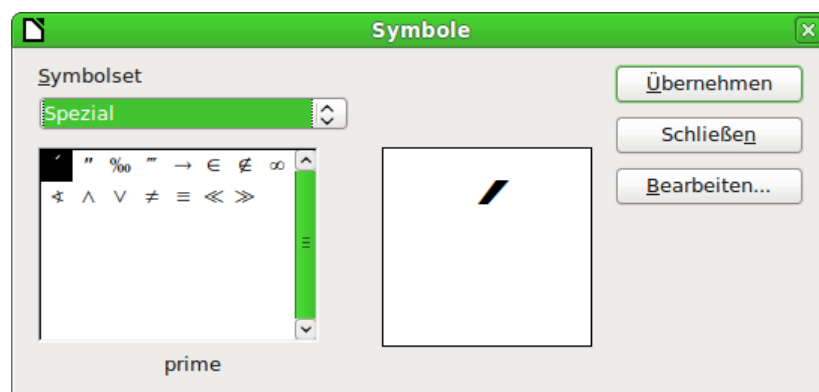 Symbole
Symbolset
Spezial
Übernehmen
Schließen
Bearbeiten...
′ ″ ‰ ‴ → ∈ ∉ ∞
∢ ∧ ∨ ≠ ≡ ≪ ≫
′
prime